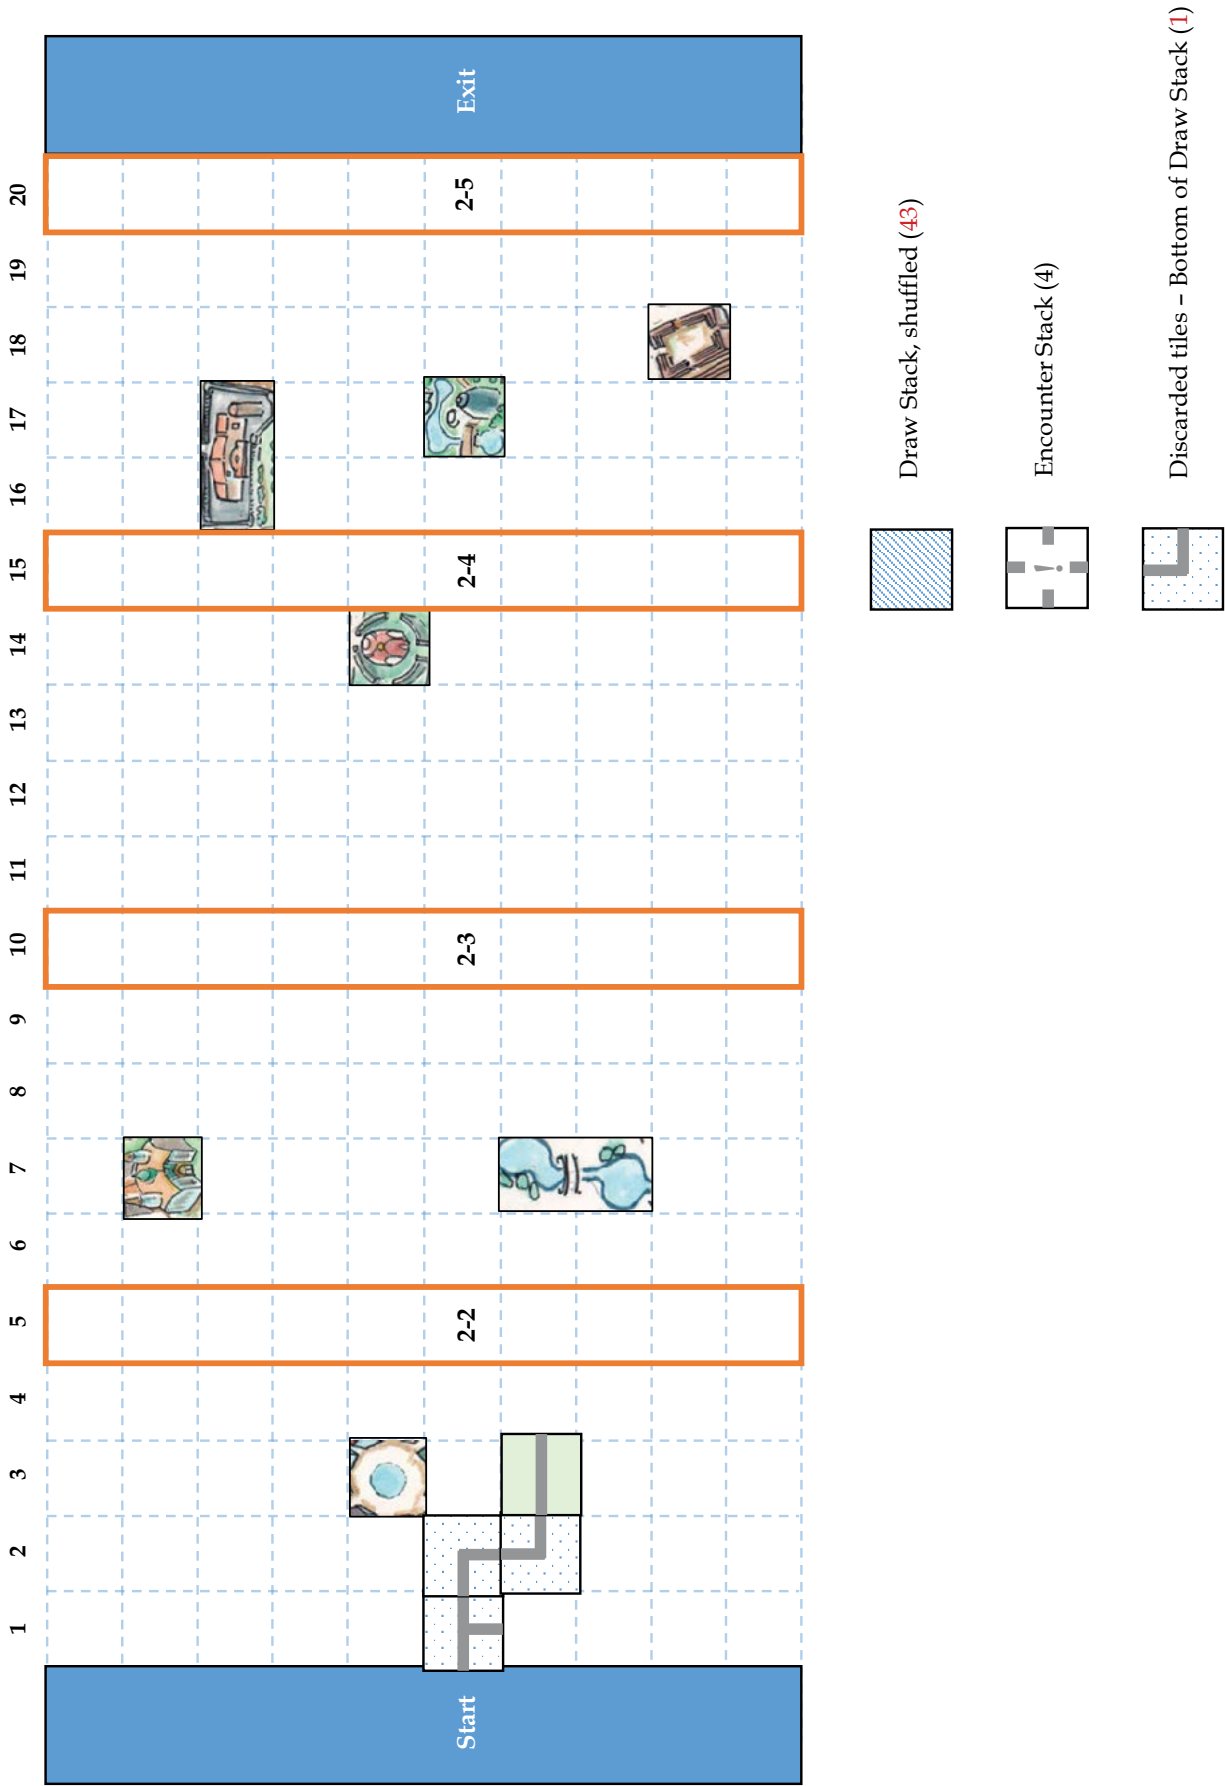 1 2 3 4 5 6 7 8 9 10 11 12 13 14 15 16 17 18 19 20
Start 2-2 2-3 2-4 2-5 Exit
Draw Stack, shuffled (43)
!
Encounter Stack (4)
Discarded tiles – Bottom of Draw Stack (1)